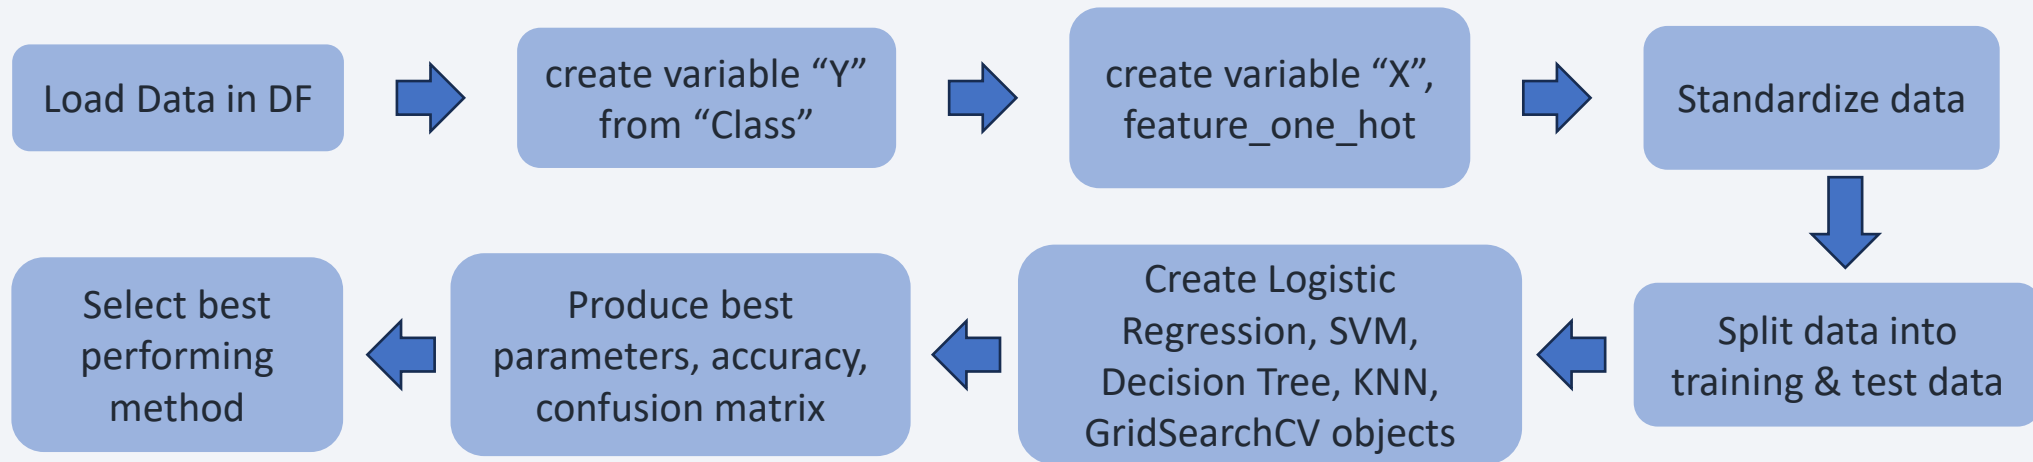 Load Data in DF
create variable “Y”
from “Class”
create variable “X”,
feature_one_hot
Standardize data
Split data into
training & test data
Create Logistic
Regression, SVM,
Decision Tree, KNN,
GridSearchCV objects
Produce best
parameters, accuracy,
confusion matrix
Select best
performing
method